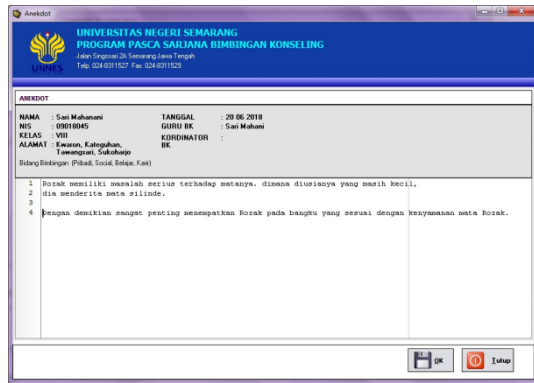 Anekdot
UNNES
UNIVERSITAS NEGERI SEMARANG
PROGRAM PASCA SARJANA BIMBINGAN KONSELING
Jalan Singosari 2A Semarang Jawa Tengah
Telp. 024-8311527 Fax. 024-8311529
ANEKDOT
NAMA : Sari Mahanani
NIS : 09018045
KELAS : VIII
ALAMAT : Kwaron, Kateguhan,
Tawangsari, Sukoharjo
TANGGAL : 20 06 2018
GURU BK : Sari Mahani
KORDINATOR :
BK
Bidang Bimbingan (Pribadi, Social, Belajar, Karir)
1 Rozak memiliki masalah serius terhadap matanya. dimana diusianya yang masih kecil,
2 dia menderita mata silinde.
3
4 Dengan demikian sangat penting menempatkan Rozak pada bangku yang sesuai dengan kenyamanan mata Rozak.
OK
Tutup